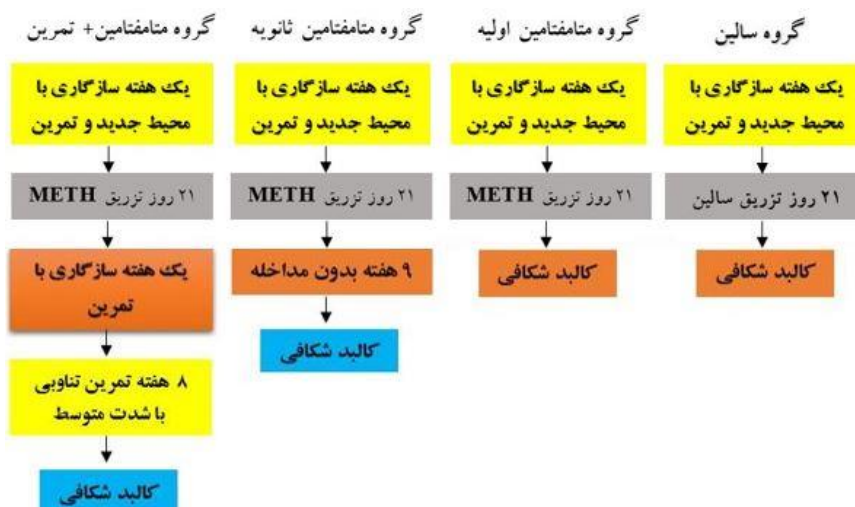 گروه سالین
یک هفته سازگاری با
محیط جدید و تمرین
۲۱ روز تزریق سالین
کالبد شکافی
گروه متامفتامین اولیه
یک هفته سازگاری با
محیط جدید و تمرین
۲۱ روز تزریق METH
کالبد شکافی
گروه متامفتامین ثانویه
یک هفته سازگاری با
محیط جدید و تمرین
۲۱ روز تزریق METH
۹ هفته بدون مداخله
کالبد شکافی
گروه متامفتامین+ تمرین
یک هفته سازگاری با
محیط جدید و تمرین
۲۱ روز تزریق METH
یک هفته سازگاری با
تمرین
۸ هفته تمرین تناوبی
با شدت متوسط
کالبد شکافی